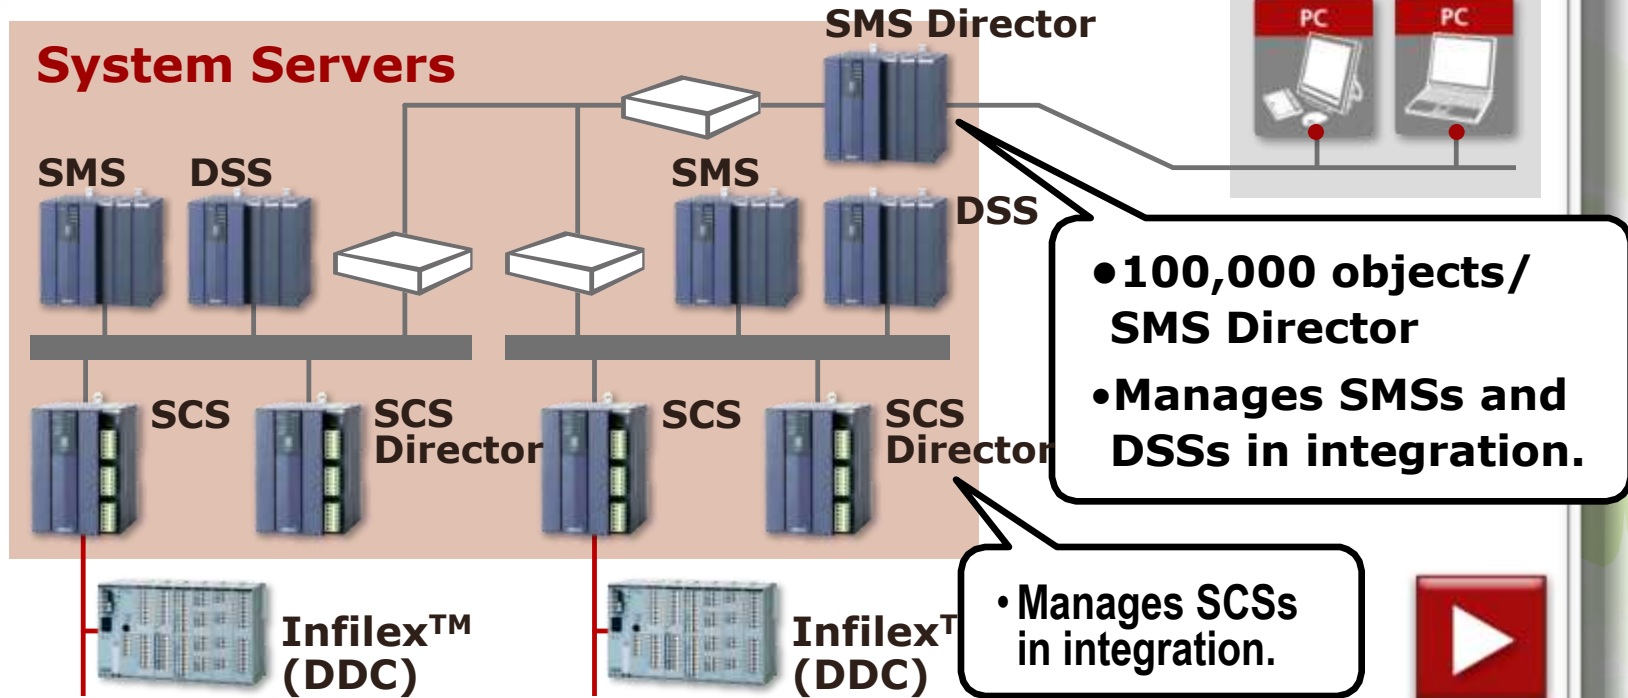 SMS Director
PC
PC
System Servers
SMS
DSS
SMS
DSS
●100,000 objects/
SMS Director
•Manages SMSs and
DSSs in integration.
SCS
SCS
Director
SCS
SCS
Director
• Manages SCSs
in integration.
Infilex™
(DDC)
InfilexT
(DDC)